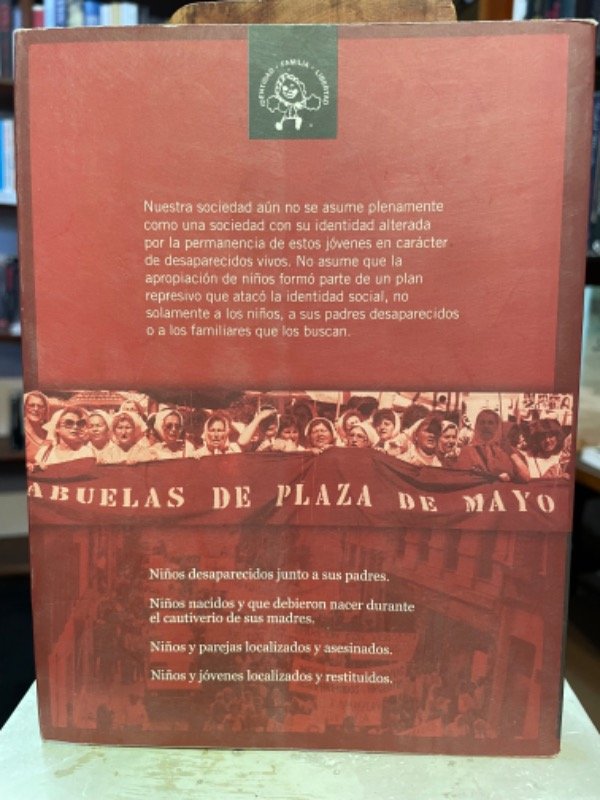 IDENTIDAD · FAMILIA · LIBERTAD
Nuestra sociedad aún no se asume plenamente
como una sociedad con su identidad alterada
por la permanencia de estos jóvenes en carácter
de desaparecidos vivos. No asume que la
apropiación de niños formó parte de un plan
represivo que atacó la identidad social, no
solamente a los niños, a sus padres desaparecidos
o a los familiares que los buscan.
ABUELAS DE PLAZA DE MAYO
Niños desaparecidos junto a sus padres.
Niños nacidos y que debieron nacer durante
el cautiverio de sus madres.
Niños y parejas localizados y asesinados.
Niños y jóvenes localizados y restituidos.